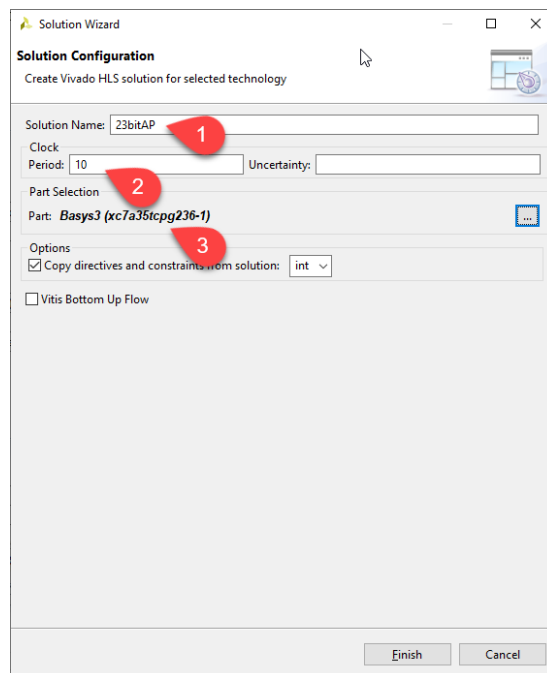 Solution Wizard
Solution Configuration
Create Vivado HLS solution for selected technology
Solution Name: 23bitAP
1
Clock
Period: 10 Uncertainty:
2
Part Selection
Part: Basys3 (xc7a35tcpg236-1) ...
3
Options
Copy directives and constraints from solution: int
Vitis Bottom Up Flow
Finish Cancel